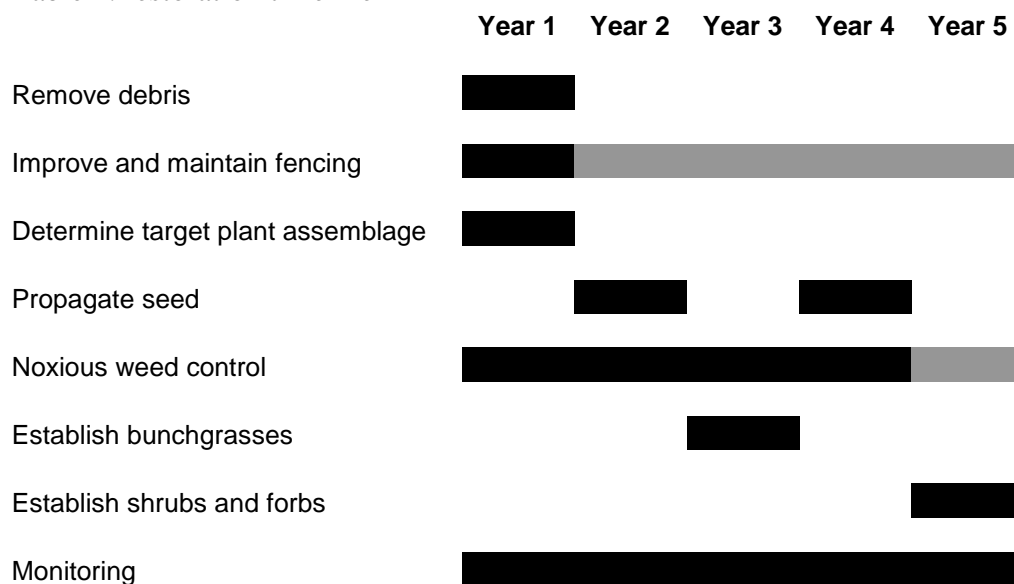 Year 1 Year 2 Year 3 Year 4 Year 5
Remove debris
Improve and maintain fencing
Determine target plant assemblage
Propagate seed
Noxious weed control
Establish bunchgrasses
Establish shrubs and forbs
Monitoring